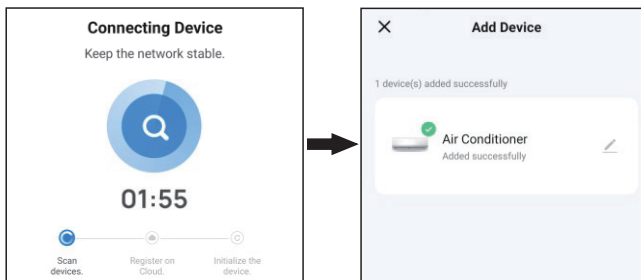 Connecting Device
Keep the network stable.
01:55
Scan
devices.
Register on
Cloud.
Initialize the
device.
Add Device
1 device(s) added successfully
Air Conditioner
Added successfully